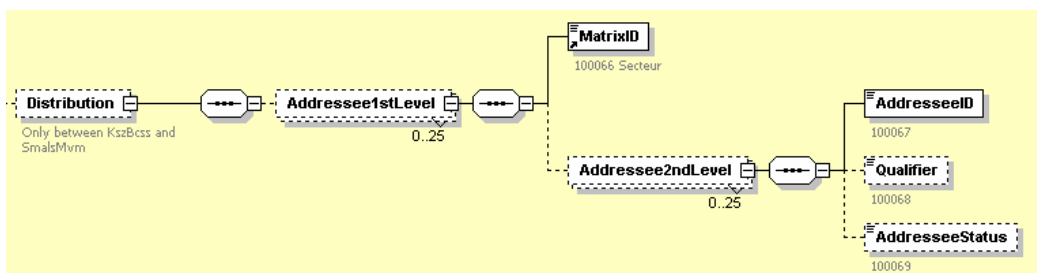 MatrixID
100066 Secteur
Distribution
Addressee1stLevel
Only between KszBcss and
SmalsMvm
0..25
AddresseeID
100067
Addressee2ndLevel
0..25
Qualifier
100068
AddresseeStatus
100069